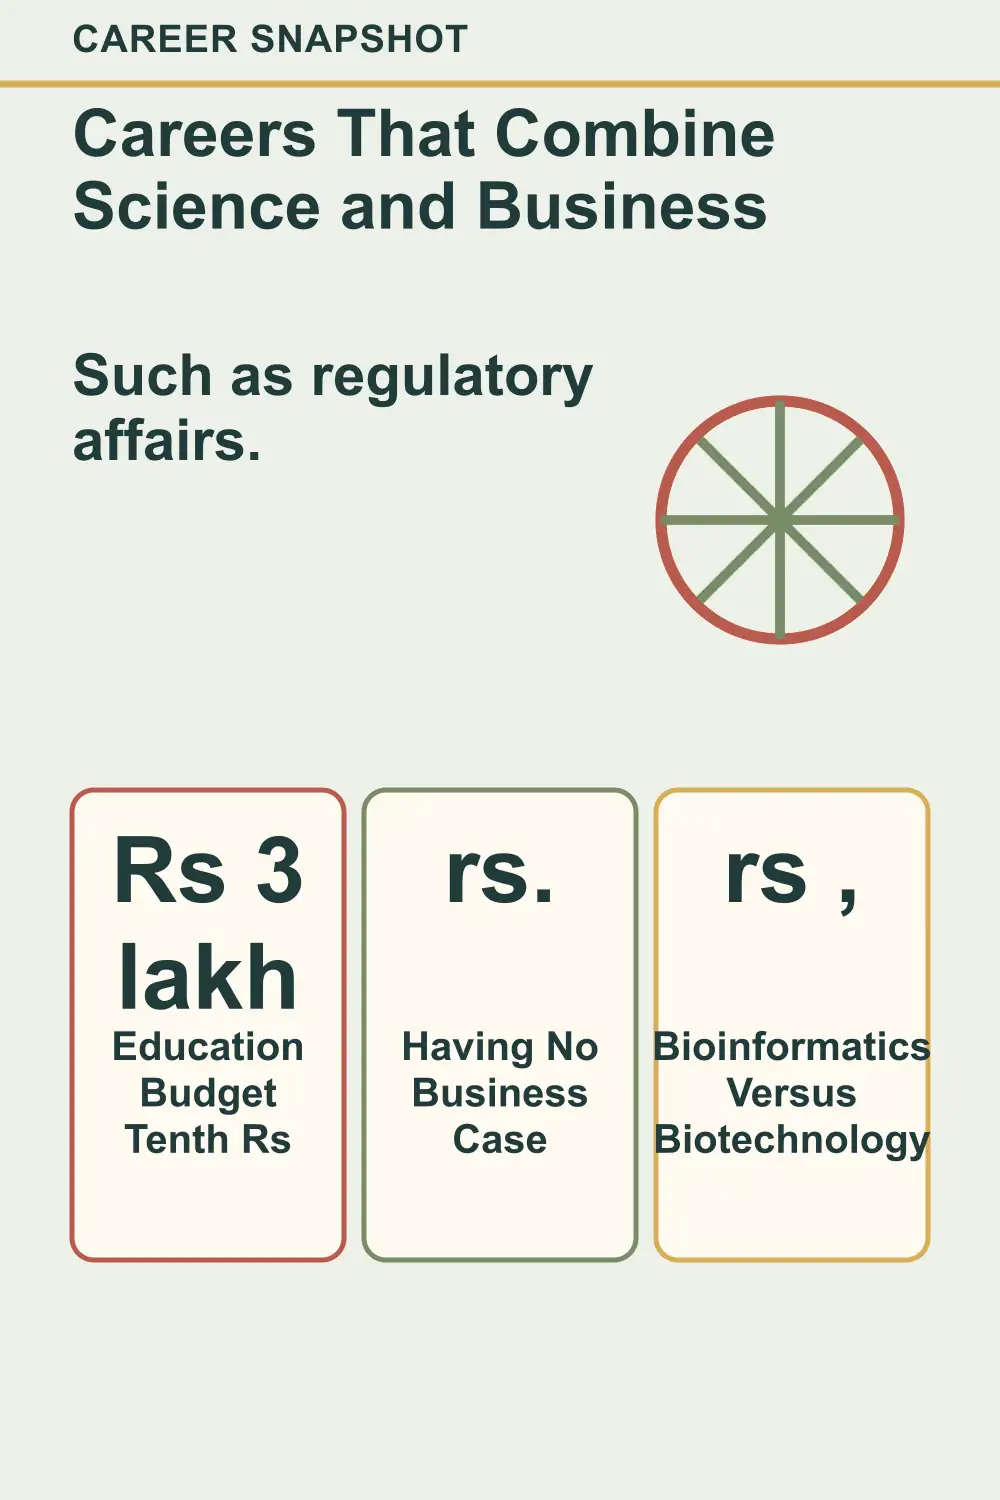 CAREER SNAPSHOT
Careers That Combine
Science and Business
Such as regulatory
affairs.
Rs 3
lakh
Education
Budget
Tenth Rs
rs.
Having No
Business
Case
rs ,
Bioinformatics
Versus
Biotechnology